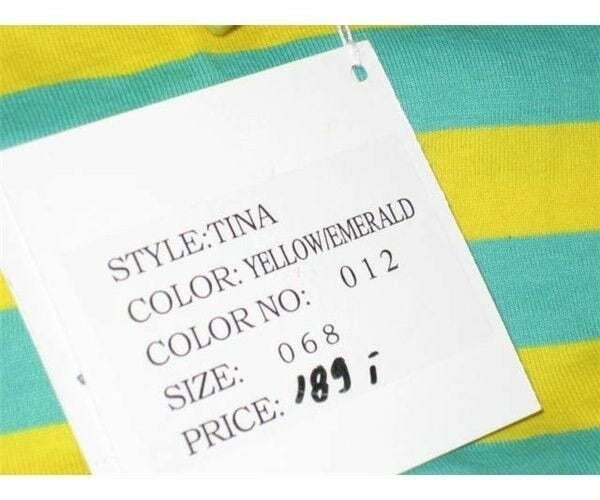 STYLE:TINA
COLOR: YELLOW/EMERALD
COLOR NO: 012
SIZE: 068
PRICE: 189